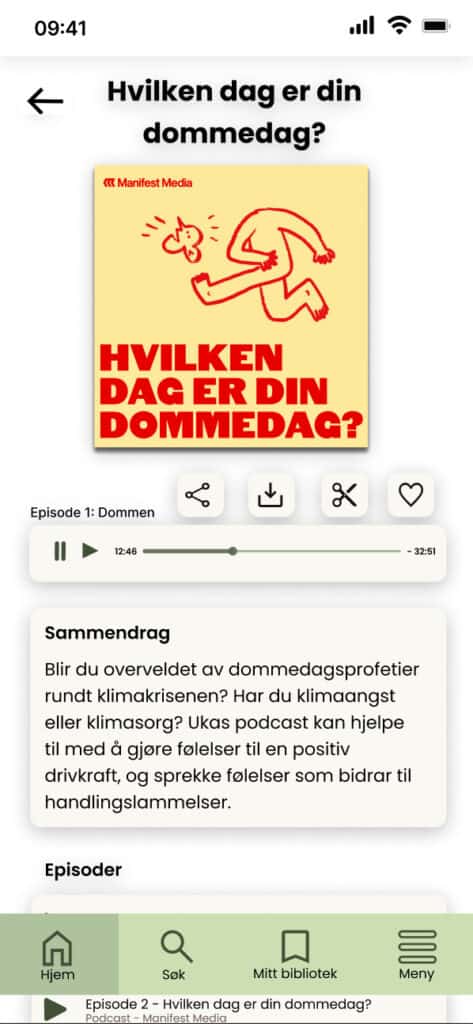 09:41
Hvilken dag er din
dommedag?
Manifest Media
HVILKEN
DAG ER DIN
DOMMEDAG?
Episode 1: Dommen
12:46
- 32:51
Sammendrag
Blir du overveldet av dommedagsprofetier
rundt klimakrisenen? Har du klimaangst
eller klimasorg? Ukas podcast kan hjelpe
til med å gjøre følelser til en positiv
drivkraft, og sprekke følelser som bidrar til
handlingslammelser.
Episoder
Hjem
Søk
Mitt bibliotek
Meny
Episode 2 - Hvilken dag er din dommedag?
Podcast - Manifest Media